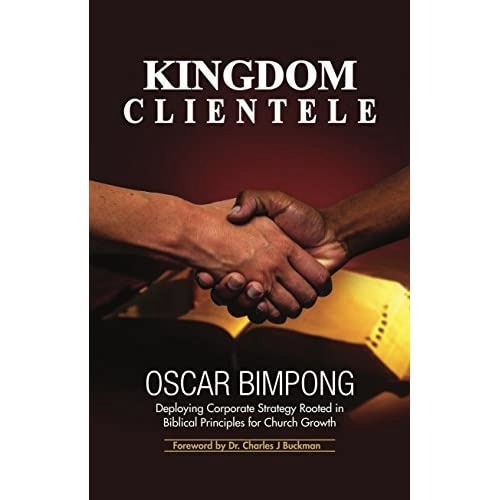 KINGDOM
CLIENTELE
OSCAR BIMPONG
Deploying Corporate Strategy Rooted in
Biblical Principles for Church Growth
Foreword by Dr. Charles J Buckman